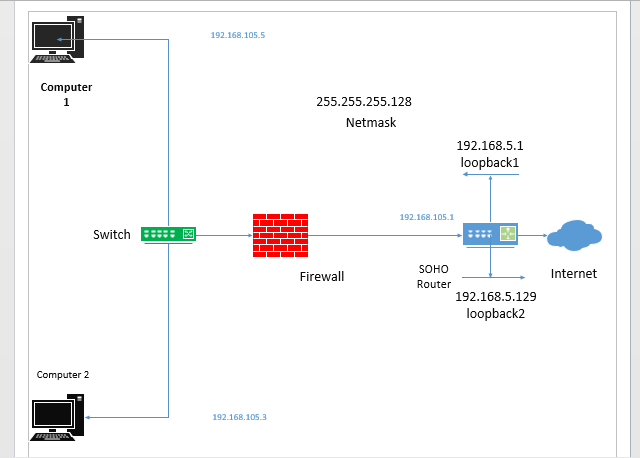 192.168.105.5
Computer
1
255.255.255.128
Netmask
192.168.5.1
loopback1
192.168.105.1
Switch
Firewall
SOHO
Router
Internet
192.168.5.129
loopback2
Computer 2
192.168.105.3